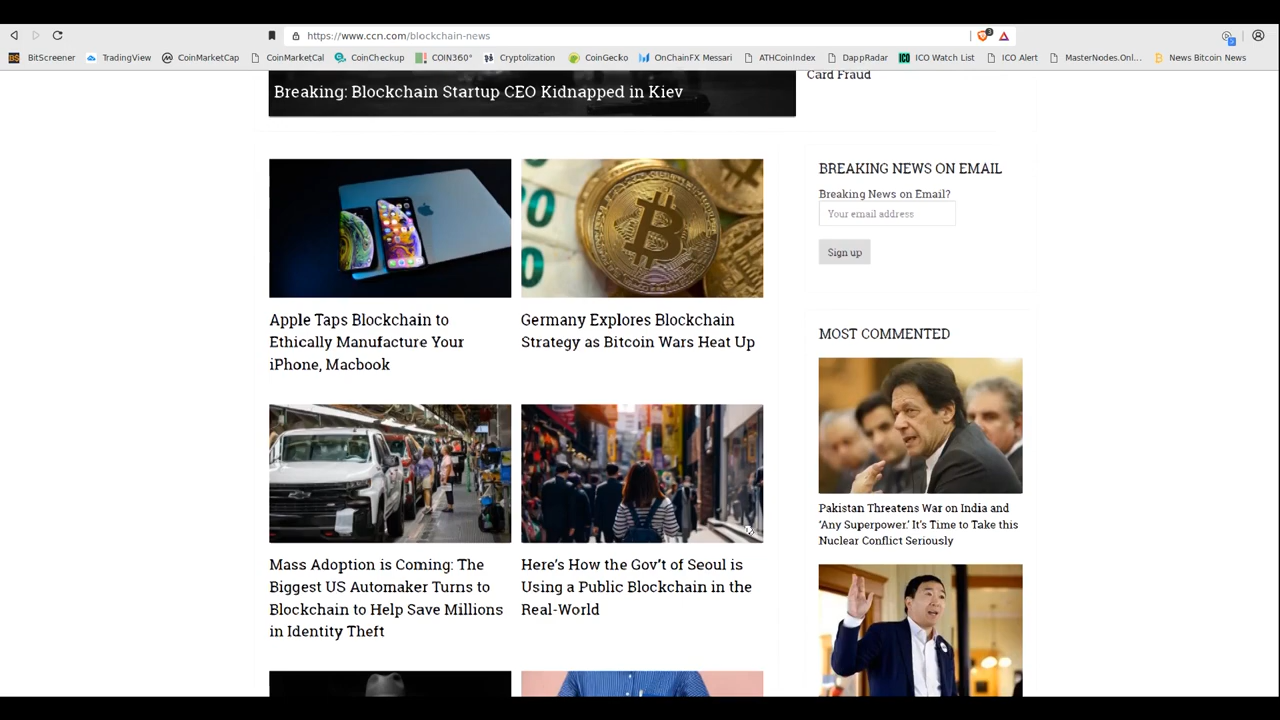 https://www.ccn.com/blockchain-news
3
2
BitScreener TradingView CoinMarketCap CoinMarketCal CoinCheckup COIN360° Cryptolization CoinGecko OnChainFX Messari ATHCoinIndex DappRadar ICO Watch List ICO Alert MasterNodes.Onl... News Bitcoin News
Breaking: Blockchain Startup CEO Kidnapped in Kiev
Card Fraud
Apple Taps Blockchain to
Ethically Manufacture Your
iPhone, Macbook
Germany Explores Blockchain
Strategy as Bitcoin Wars Heat Up
Mass Adoption is Coming: The
Biggest US Automaker Turns to
Blockchain to Help Save Millions
in Identity Theft
Here's How the Gov't of Seoul is
Using a Public Blockchain in the
Real-World
BREAKING NEWS ON EMAIL
Breaking News on Email?
Your email address
Sign up
MOST COMMENTED
Pakistan Threatens War on India and
‘Any Superpower.’ It's Time to Take this
Nuclear Conflict Seriously